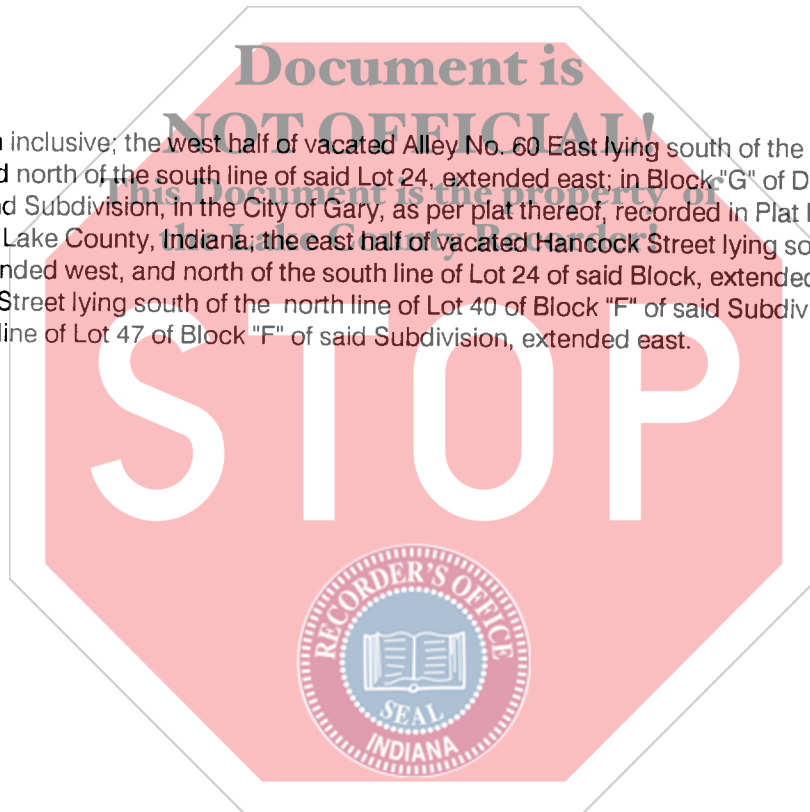 Document is
NOT OFFICIAL!
This Document is the property of
the Lake County Recorder!
inclusive; the west half of vacated Alley No. 60 East lying south of the
north of the south line of said Lot 24, extended east; in Block "G" of D
Subdivision, in the City of Gary, as per plat thereof, recorded in Plat
Lake County, Indiana; the east half of vacated Hancock Street lying so
nded west, and north of the south line of Lot 24 of said Block, extended
Street lying south of the north line of Lot 40 of Block "F" of said Subdiv
line of Lot 47 of Block "F" of said Subdivision, extended east.
STOP
RECORDER'S OFFICE
SEAL
INDIANA